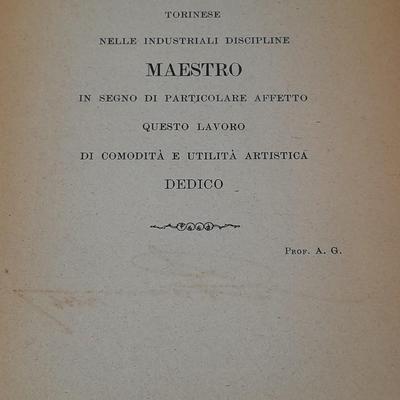 TORINESE
NELLE INDUSTRIALI DISCIPLINE
MAESTRO
IN SEGNO DI PARTICOLARE AFFETTO
QUESTO LAVORO
DI COMODITÀ E UTILITÀ ARTISTICA
DEDICO
PROF. A. G.